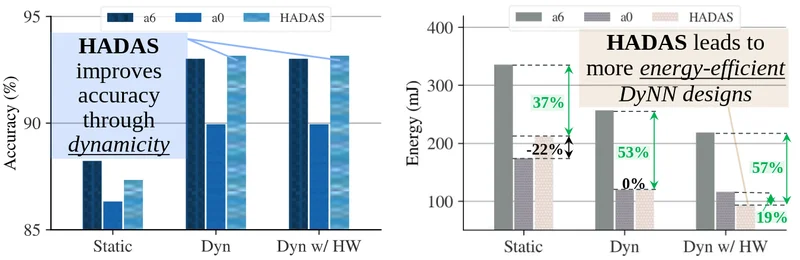 95
90
85
Accuracy (%)
a6 a0 HADAS
HADAS
improves
accuracy
through
dynamicity
Static Dyn Dyn w/ HW
400
300
200
100
Energy (mJ)
a6 a0 HADAS
HADAS leads to
more energy-efficient
DyNN designs
37%
-22%
53%
0%
57%
19%
Static Dyn Dyn w/ HW